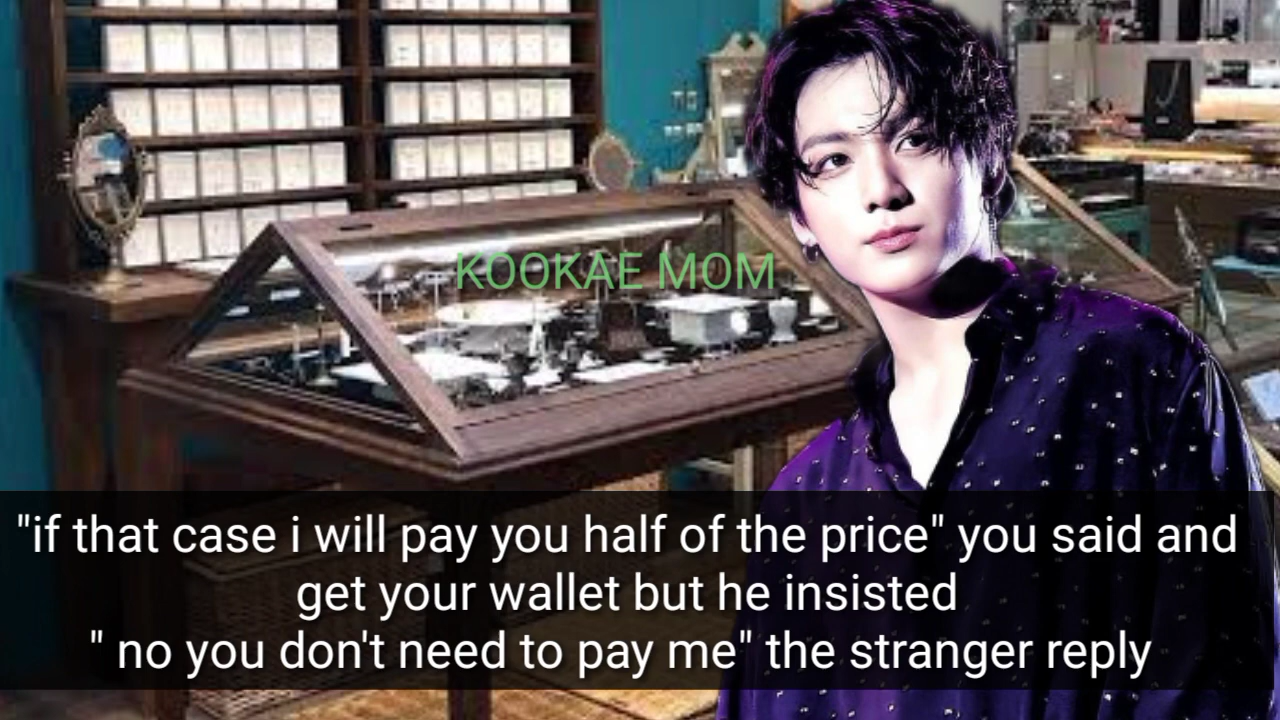 KOOKAE MOM
"if that case i will pay you half of the price" you said and
get your wallet but he insisted
" no you don't need to pay me" the stranger reply